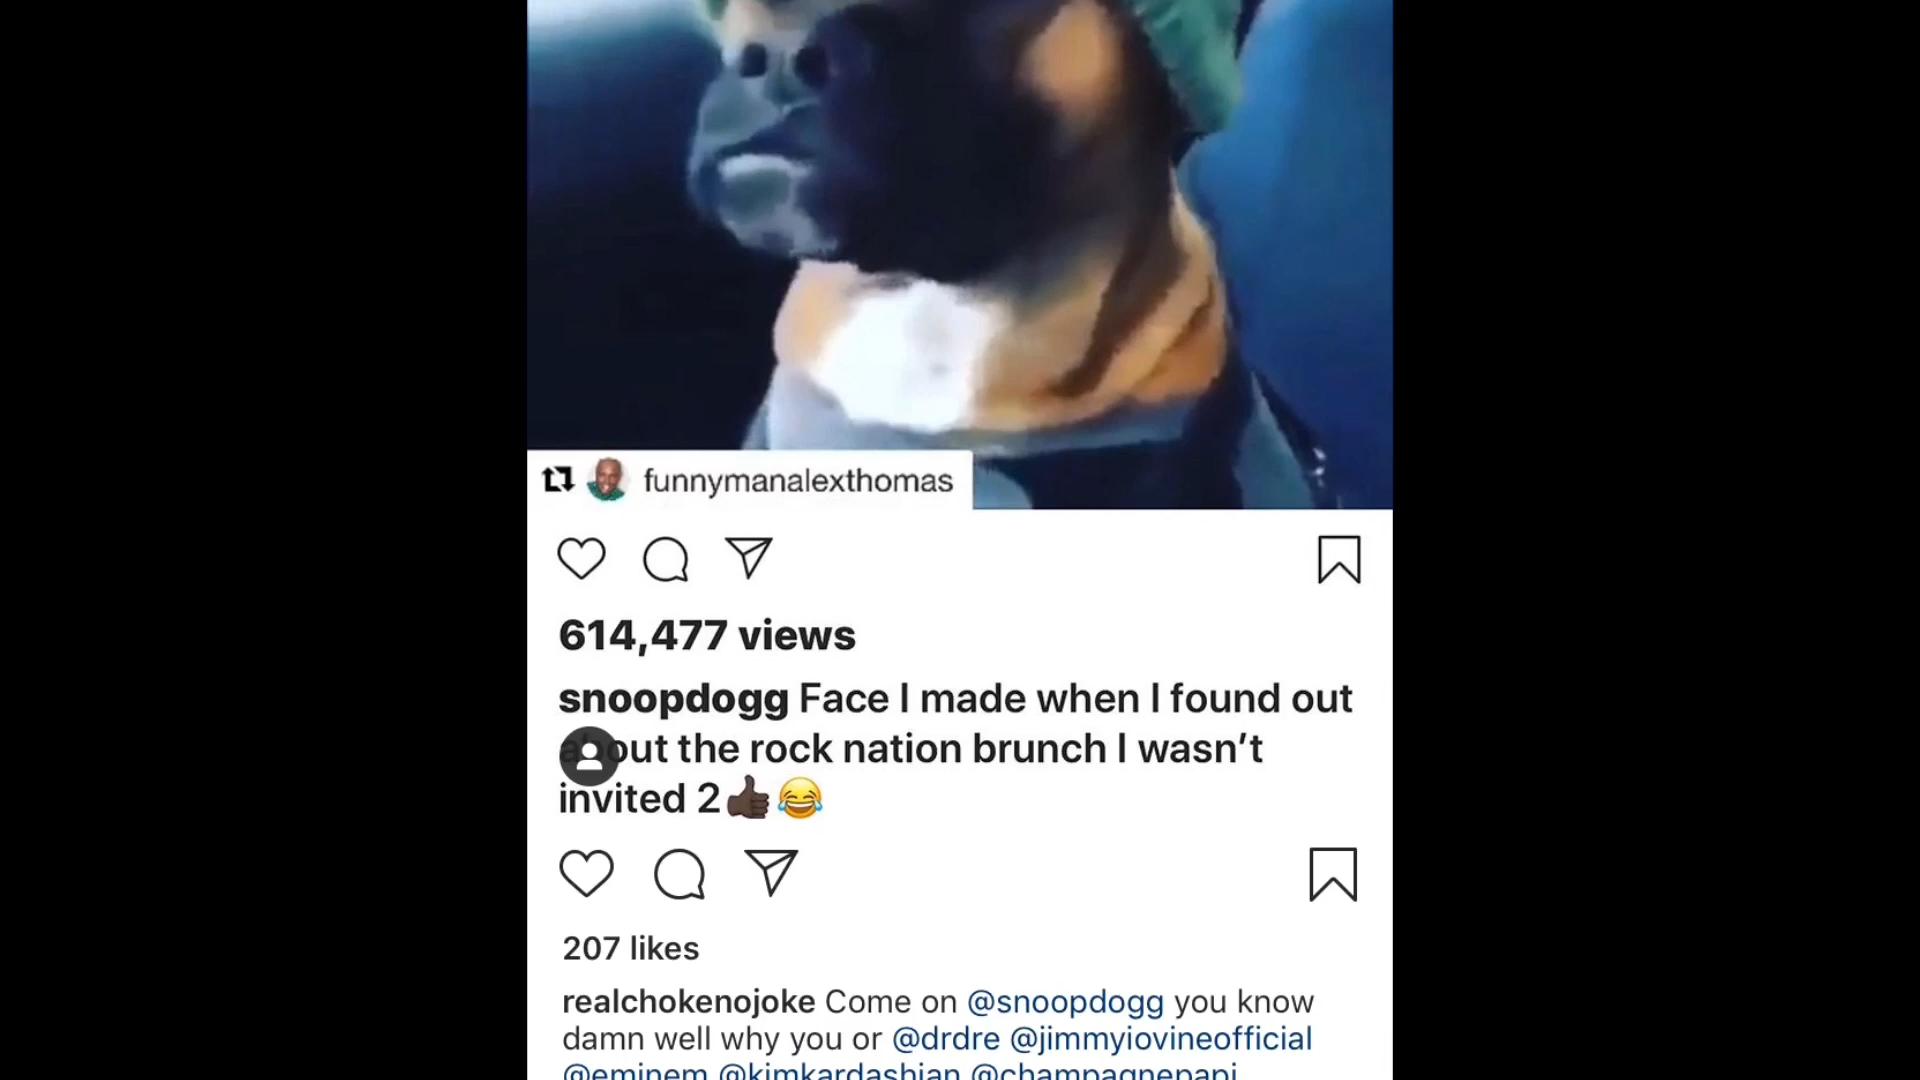 funnymanalexthomas
614,477 views
snoopdogg Face I made when I found out
about the rock nation brunch I wasn't
invited 2👍🏿😂
207 likes
realchokenojoke Come on @snoopdogg you know
damn well why you or @drdre @jimmyiovineofficial
@eminem @kimkardashian @champagnepapi